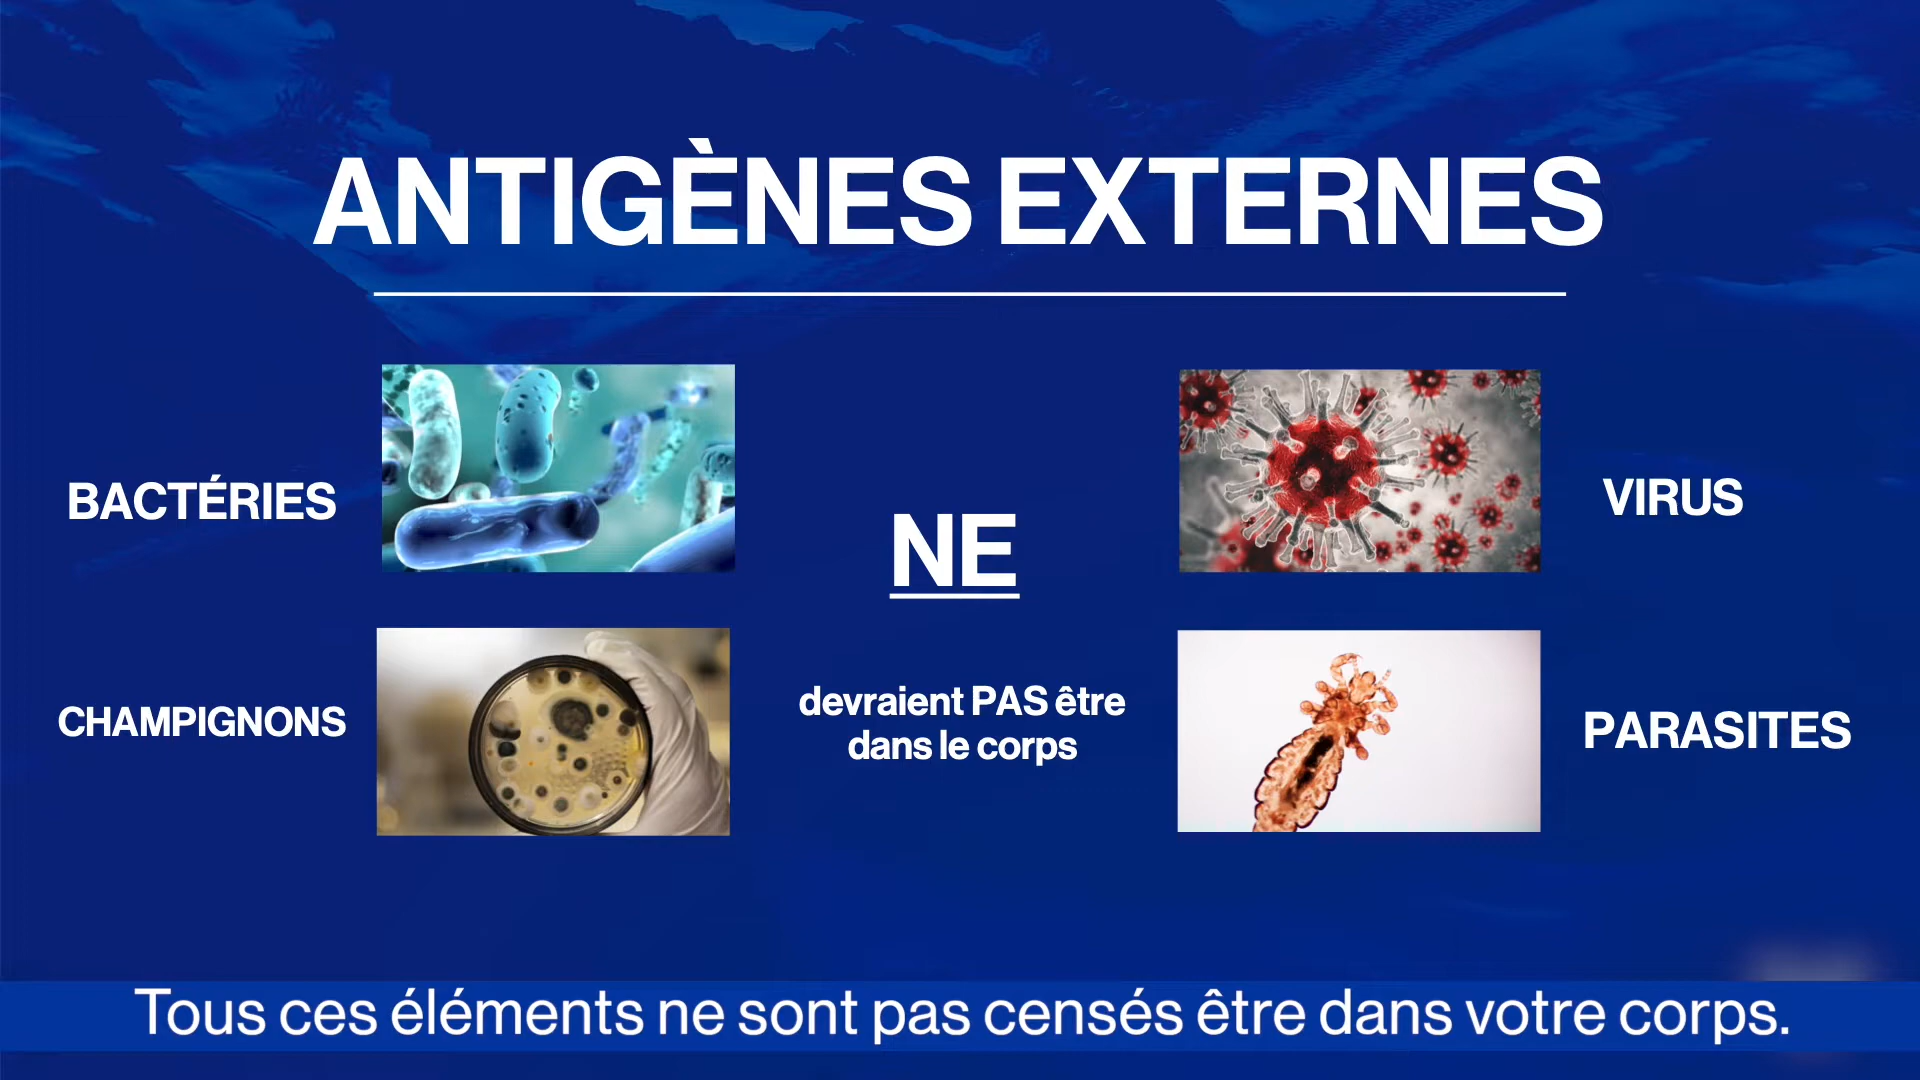 ANTIGÈNES EXTERNES
BACTÉRIES
VIRUS
NE
devraient PAS être
dans le corps
CHAMPIGNONS
PARASITES
Tous ces éléments ne sont pas censés être dans votre corps.